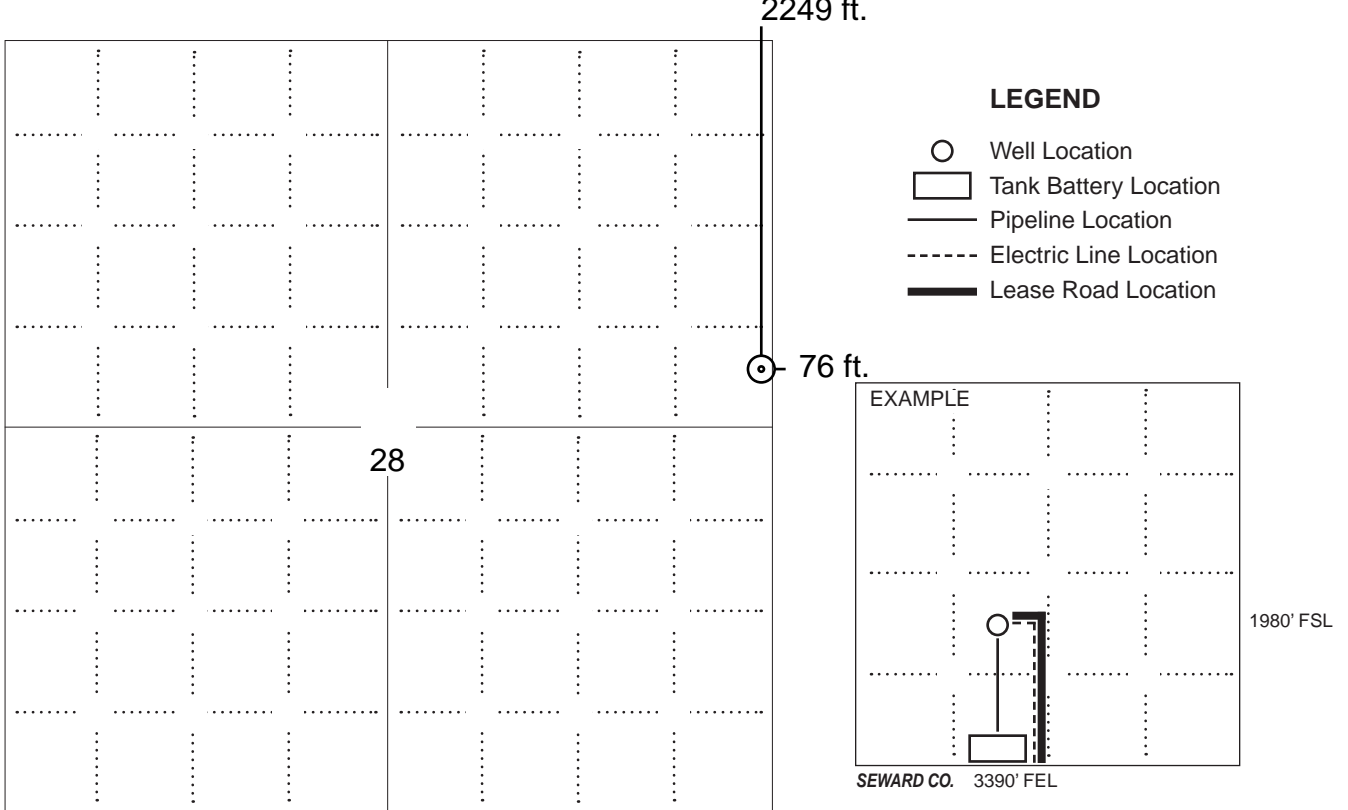 2249 ft.
LEGEND
Well Location
Tank Battery Location
Pipeline Location
Electric Line Location
Lease Road Location
76 ft.
EXAMPLE
28
1980’ FSL
SEWARD CO. 3390’ FEL